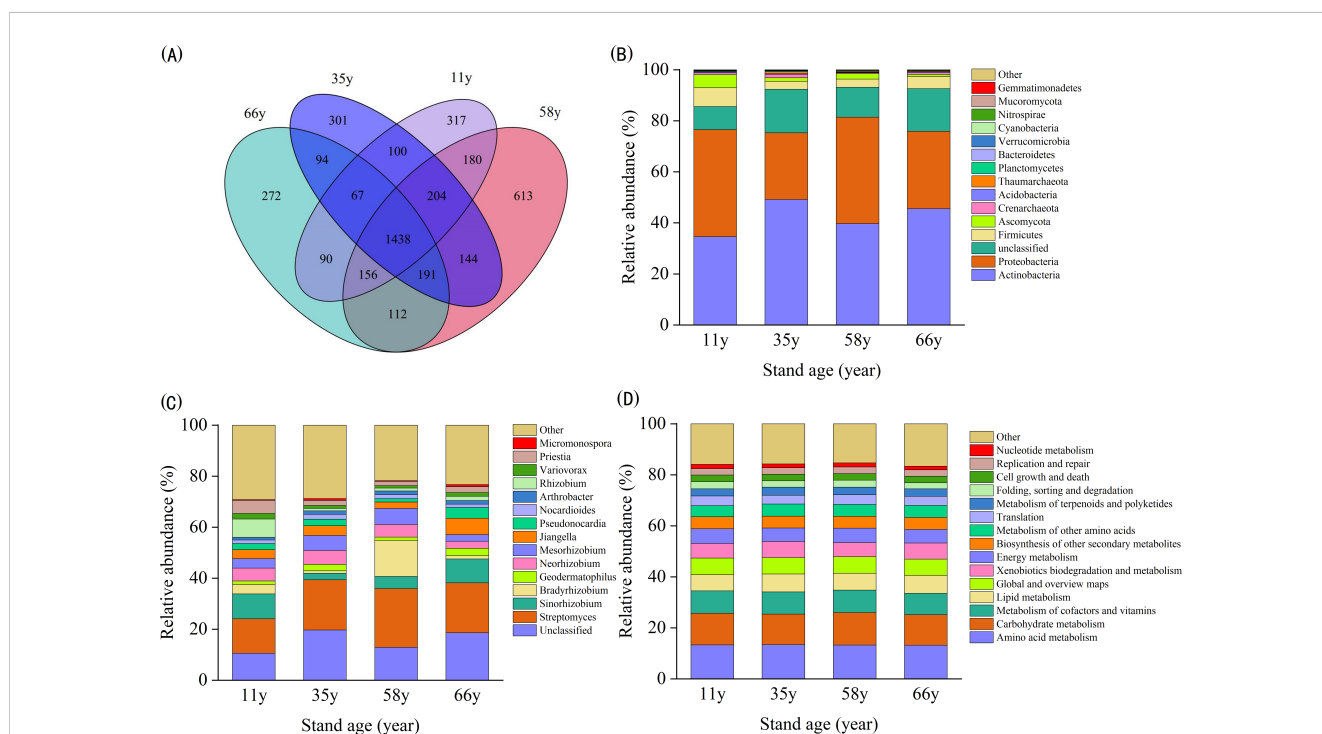 (A)
35y
11y
66y
58y
301
317
94
100
180
272
67
204
613
1438
90
156
191
144
112
(B)
Relative abundance (%)
100
80
60
40
20
0
11y 35y 58y 66y
Stand age (year)
Other
Gemmatimonadetes
Mucoromycota
Nitrospirae
Cyanobacteria
Verrucomicrobia
Bacteroidetes
Planctomycetes
Thaumarchaeota
Acidobacteria
Crenarchaeota
Ascomycota
Firmicutes
unclassified
Proteobacteria
Actinobacteria
(C)
Relative abundance (%)
100
80
60
40
20
0
11y 35y 58y 66y
Stand age (year)
Other
Micromonospora
Priestia
Variovorax
Rhizobium
Arthrobacter
Nocardioides
Pseudonocardia
Jiangella
Mesorhizobium
Neorhizobium
Geodermatophilus
Bradyrhizobium
Sinorhizobium
Streptomyces
Unclassified
(D)
Relative abundance (%)
100
80
60
40
20
0
11y 35y 58y 66y
Stand age (year)
Other
Nucleotide metabolism
Replication and repair
Cell growth and death
Folding, sorting and degradation
Metabolism of terpenoids and polyketides
Translation
Metabolism of other amino acids
Biosynthesis of other secondary metabolites
Energy metabolism
Xenobiotics biodegradation and metabolism
Global and overview maps
Lipid metabolism
Metabolism of cofactors and vitamins
Carbohydrate metabolism
Amino acid metabolism